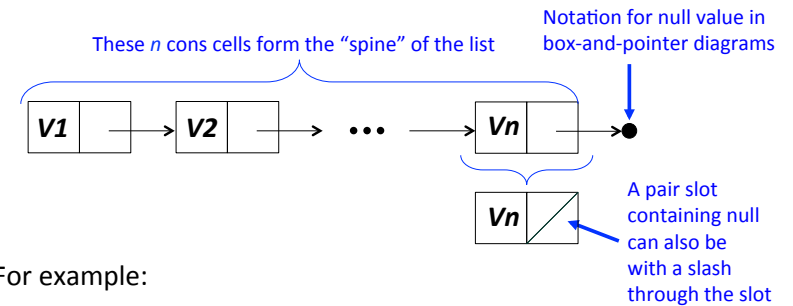 Notation for null value in
box-and-pointer diagrams
These n cons cells form the “spine” of the list
V1
V2
•••
Vn
Vn
A pair slot
containing null
can also be
with a slash
through the slot
For example: